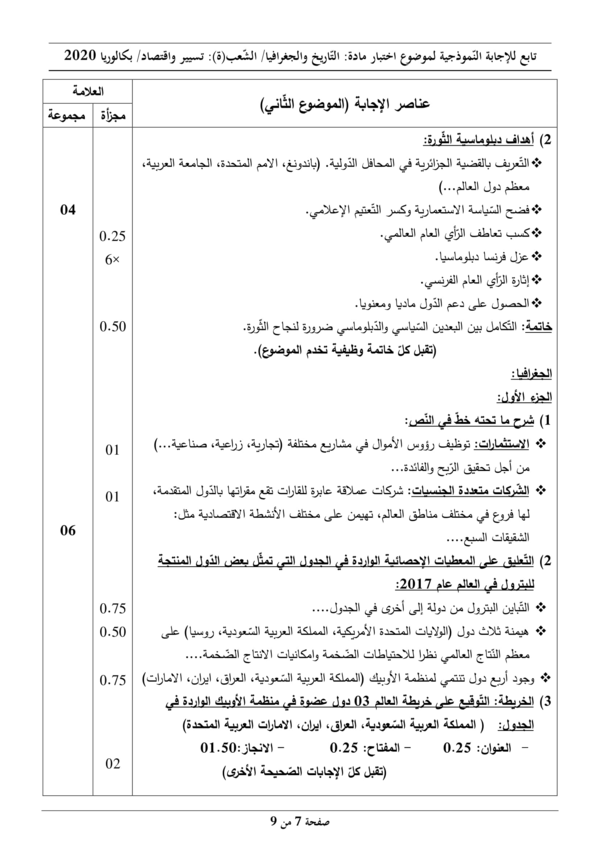 تابع للإجابة النّموذجية لموضوع اختبار مادة: التّاريخ والجغرافيا/ الشّعب(ة): تسيير واقتصاد/ بكالوريا 2020
العلامة
عناصر الإجابة (الموضوع الثّاني)
مجموعة مجزأة
2) أهداف دبلوماسية الثّورة:
❖التّعريف بالقضية الجزائرية في المحافل الدّولية. (باندونغ، الامم المتحدة، الجامعة العربية،
معظم دول العالم...)
❖فضح السّياسة الاستعمارية وكسر التّعتيم الإعلامي.
04
❖كسب تعاطف الرّأي العام العالمي.
0.25
❖عزل فرنسا دبلوماسيا.
6×
❖إثارة الرّأي العام الفرنسي.
❖الحصول على دعم الدّول ماديا ومعنويا.
خاتمة: التّكامل بين البعدين السّياسي والدّبلوماسي ضرورة لنجاح الثّورة.
0.50
(تقبل كلّ خاتمة وظيفية تخدم الموضوع).
الجغرافيا:
الجزء الأول:
1) شرح ما تحته خطّ في النّص:
❖ الاستثمارات: توظيف رؤوس الأموال في مشاريع مختلفة (تجارية، زراعية، صناعية...)
01
من أجل تحقيق الرّبح والفائدة...
❖ الشّركات متعددة الجنسيات: شركات عملاقة عابرة للقارات تقع مقراتها بالدّول المتقدمة،
01
لها فروع في مختلف مناطق العالم، تهيمن على مختلف الأنشطة الاقتصادية مثل:
الشقيقات السبع....
06
2) التّعليق على المعطيات الإحصائية الواردة في الجدول التي تمثّل بعض الدّول المنتجة
للبترول في العالم عام 2017:
❖ التّباين البترول من دولة إلى أخرى في الجدول....
0.75
❖ هيمنة ثلاث دول (الولايات المتحدة الأمريكية، المملكة العربية السّعودية، روسيا) على
0.50
معظم النّتاج العالمي نظرا للاحتياطات الضّخمة وامكانيات الانتاج الضّخمة....
❖ وجود أربع دول تنتمي لمنظمة الأوبيك (المملكة العربية السّعودية، العراق، ايران، الامارات)
0.75
3) الخريطة: التّوقيع على خريطة العالم 03 دول عضوة في منظمة الأوبيك الواردة في
الجدول: ( المملكة العربية السّعودية، العراق، ايران، الامارات العربية المتحدة)
– العنوان: 0.25 – المفتاح: 0.25 – الانجاز:01.50
02
(تقبل كل الإجابات الصّحيحة الأخرى)
صفحة 7 من 9